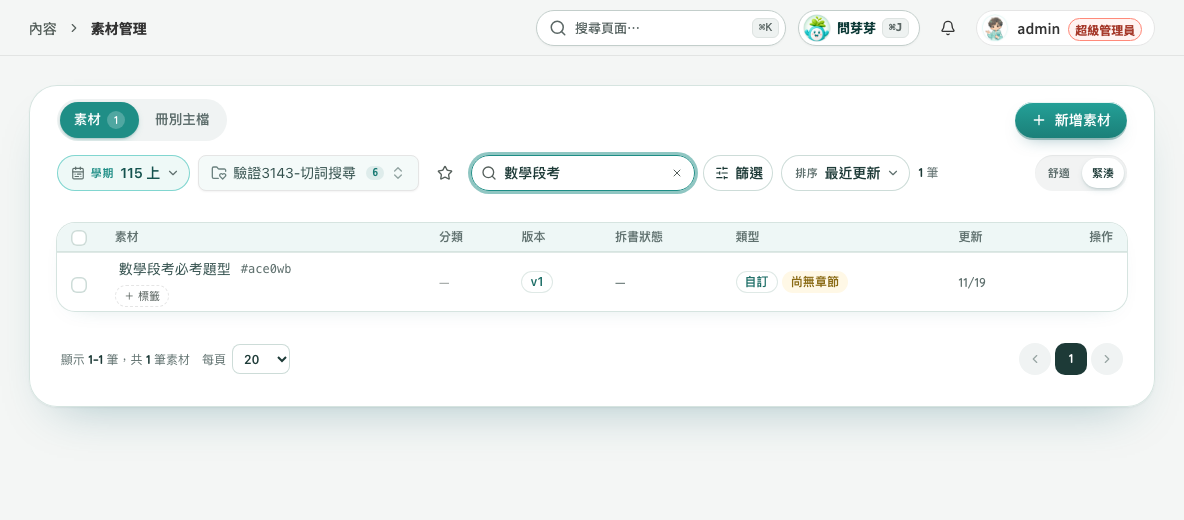 內容 > 素材管理
搜尋頁面… ⌘K
問芽芽 ⌘J
admin 超級管理員
素材 1 冊別主檔
+ 新增素材
學期 115 上 驗證3143-切詞搜尋 6 數學段考 × 篩選 排序 最近更新 1 筆 舒適 緊湊
素材 分類 版本 拆書狀態 類型 更新 操作
數學段考必考題型 #ace0wb — v1 — 自訂 尚無章節 11/19
+ 標籤
顯示 1-1 筆，共 1 筆素材 每頁 20 < 1 >